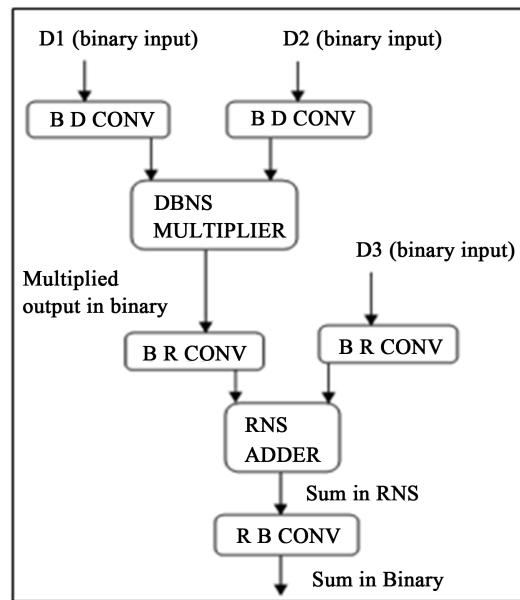 D1 (binary input)
D2 (binary input)
B D CONV
B D CONV
DBNS
MULTIPLIER
D3 (binary input)
Multiplied
output in binary
B R CONV
B R CONV
RNS
ADDER
Sum in RNS
R B CONV
Sum in Binary